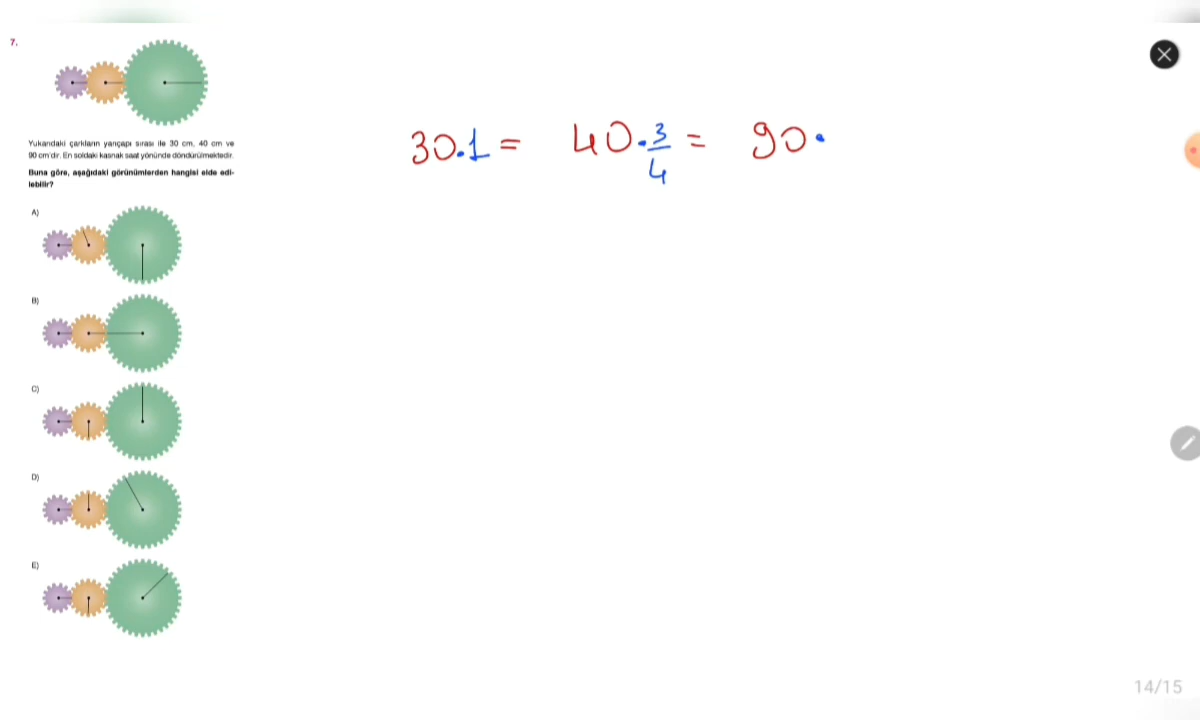 7.
Yukarıdaki çarkların yarıçapı sırası ile 30 cm, 40 cm ve
90 cm'dir. En soldaki kasnak saat yönünde döndürülmektedir.
Buna göre, aşağıdaki görünümlerden hangisi elde edi-
lebilir?
30.1 = 40.3/4 = 90.
A)
B)
C)
D)
E)
14/15